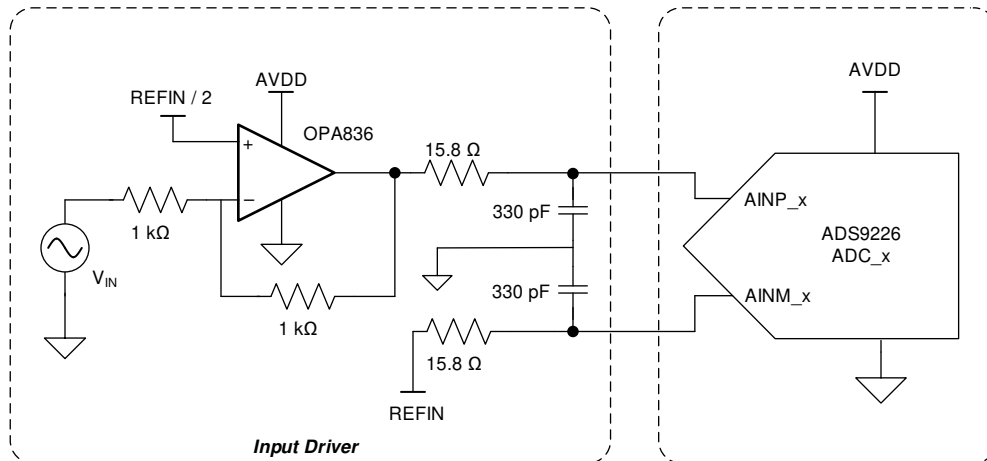 AVDD
AVDD
REFIN / 2
OPA836
15.8 Ω
+
−
AINP_x
1 kΩ
330 pF
ADS9226
ADC_x
VIN
330 pF
AINM_x
1 kΩ
15.8 Ω
REFIN
Input Driver